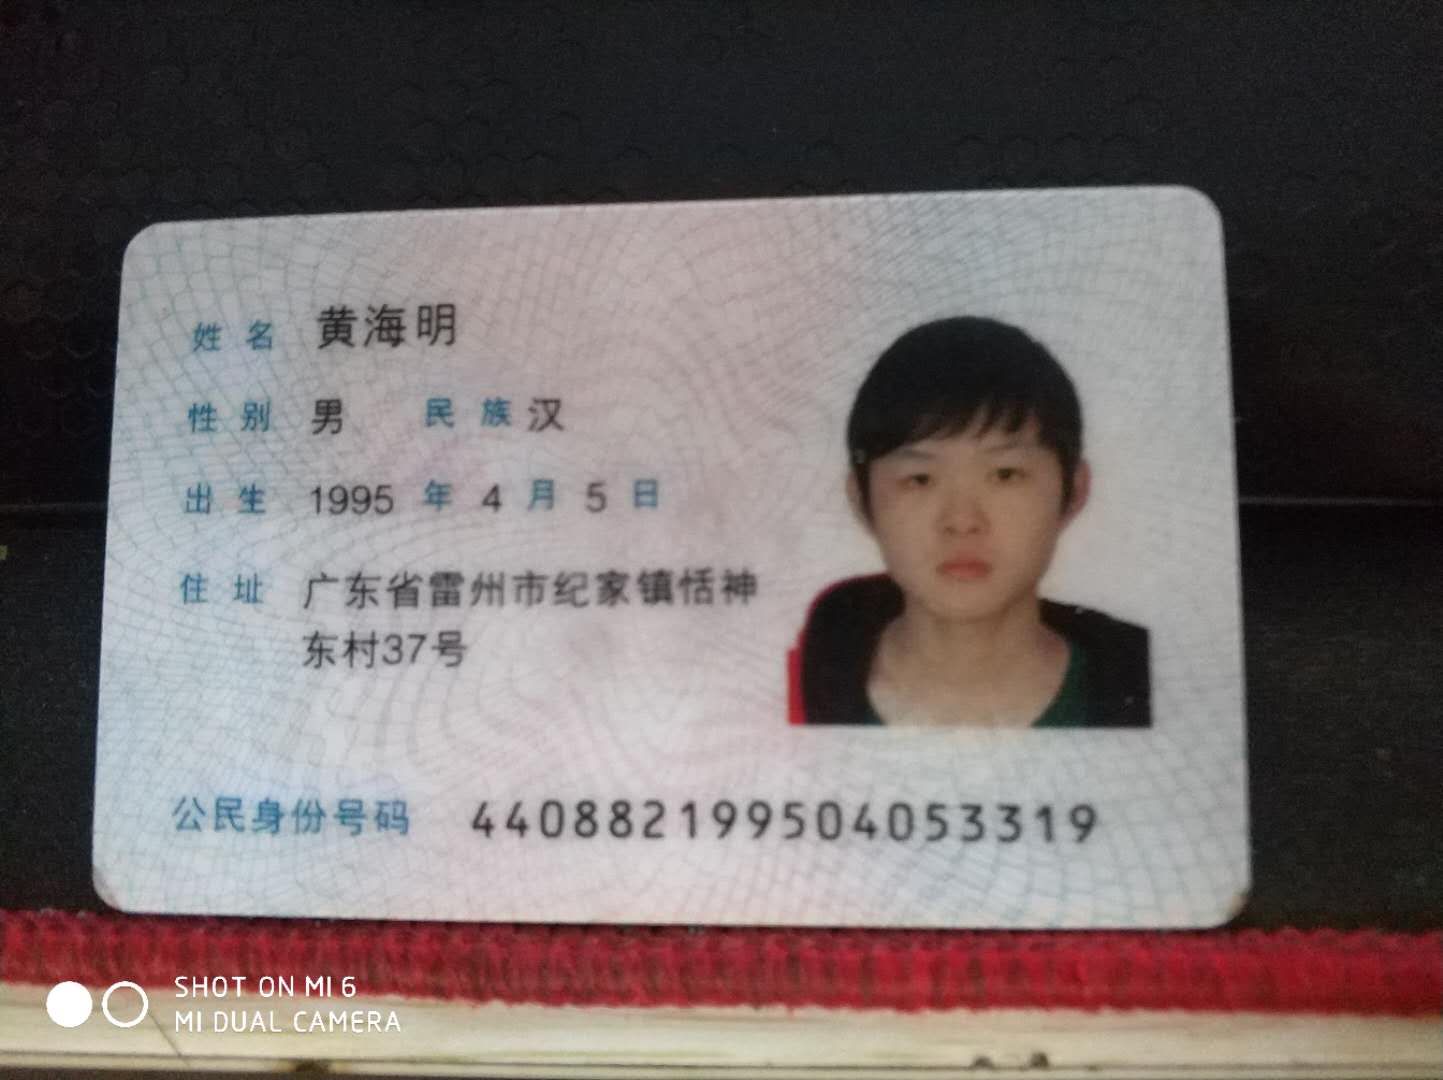 姓名 黄海明
性别 男 民族 汉
出生 1995 年 4 月 5 日
住址 广东省雷州市纪家镇恬神
东村37号
公民身份号码 440882199504053319
SHOT ON MI 6
MI DUAL CAMERA